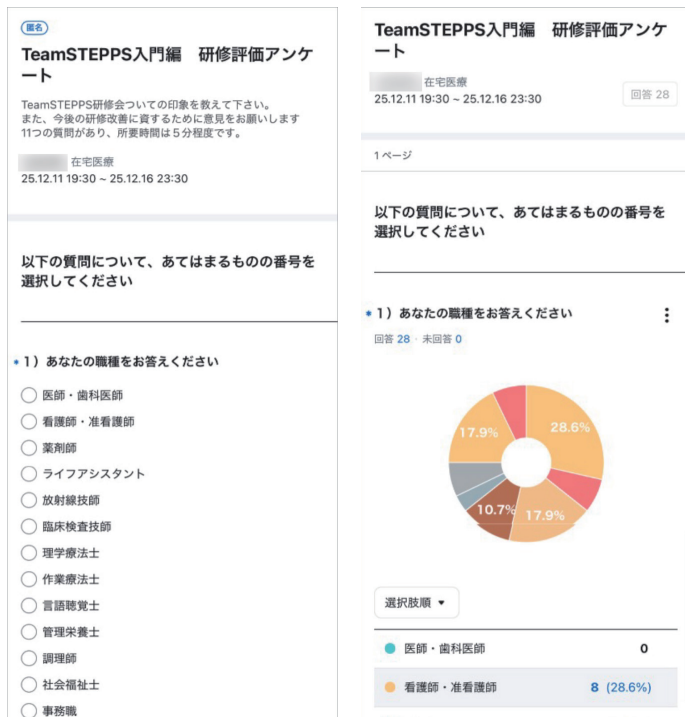 匿名
TeamSTEPPS入門編　研修評価アンケ
ート
TeamSTEPPS研修会ついての印象を教えて下さい。
また、今後の研修改善に資するために意見をお願いします
11つの質問があり、所要時間は５分程度です。
在宅医療
25.12.11 19:30 ~ 25.12.16 23:30
以下の質問について、あてはまるものの番号を
選択してください
* 1）あなたの職種をお答えください
医師・歯科医師
看護師・准看護師
薬剤師
ライフアシスタント
放射線技師
臨床検査技師
理学療法士
作業療法士
言語聴覚士
管理栄養士
調理師
社会福祉士
事務職
TeamSTEPPS入門編　研修評価アンケ
ート
在宅医療
25.12.11 19:30 ~ 25.12.16 23:30
回答 28
1 ページ
以下の質問について、あてはまるものの番号を
選択してください
* 1）あなたの職種をお答えください
回答 28 · 未回答 0
17.9%
28.6%
10.7%
17.9%
選択肢順
医師・歯科医師 0
看護師・准看護師 8 (28.6%)